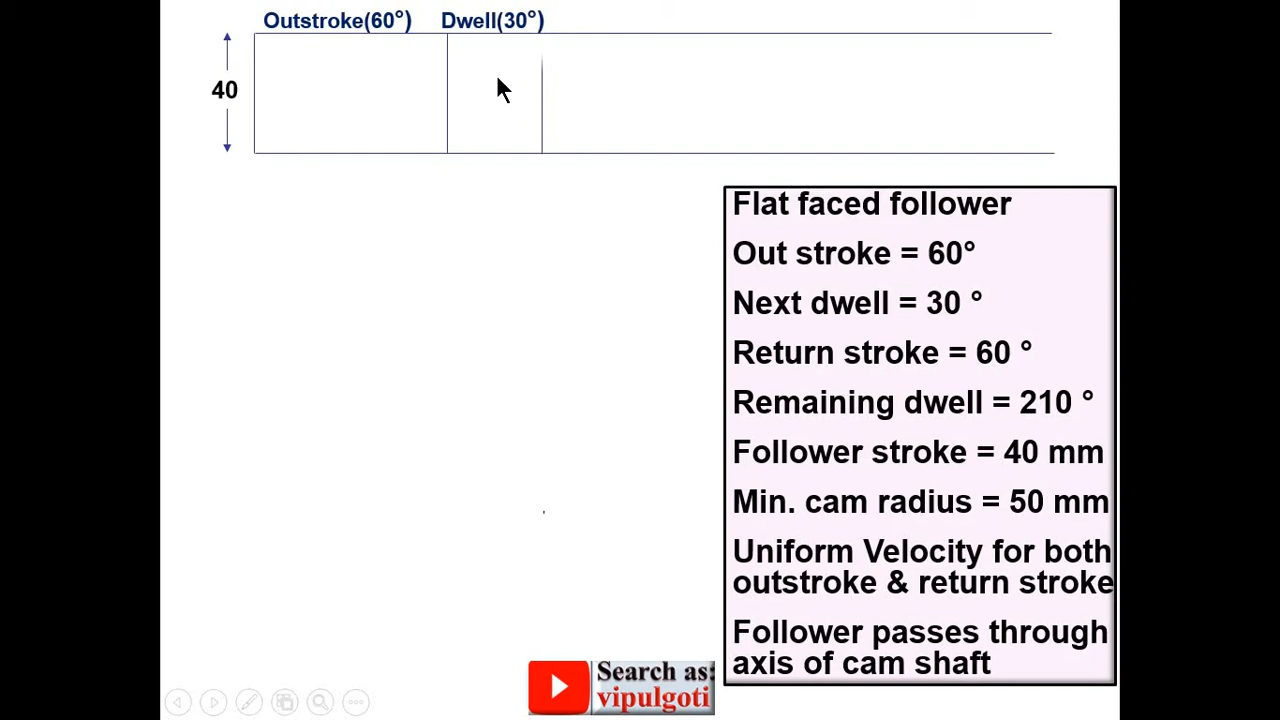 Outstroke(60°) Dwell(30°)
40
Flat faced follower
Out stroke = 60°
Next dwell = 30 °
Return stroke = 60 °
Remaining dwell = 210 °
Follower stroke = 40 mm
Min. cam radius = 50 mm
Uniform Velocity for both
outstroke & return stroke
Follower passes through
axis of cam shaft
Search as:
vipulgoti